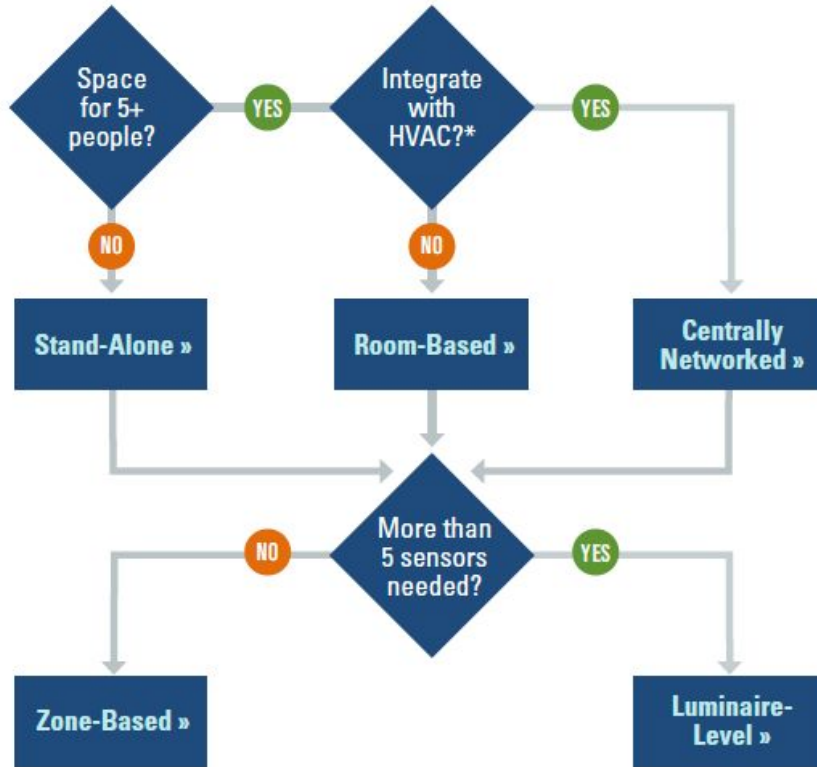 Space
for 5+
people?
YES
Integrate
with
HVAC?*
YES
NO
NO
Stand-Alone »
Room-Based »
Centrally
Networked »
More than
5 sensors
needed?
NO
YES
Zone-Based »
Luminaire-
Level »